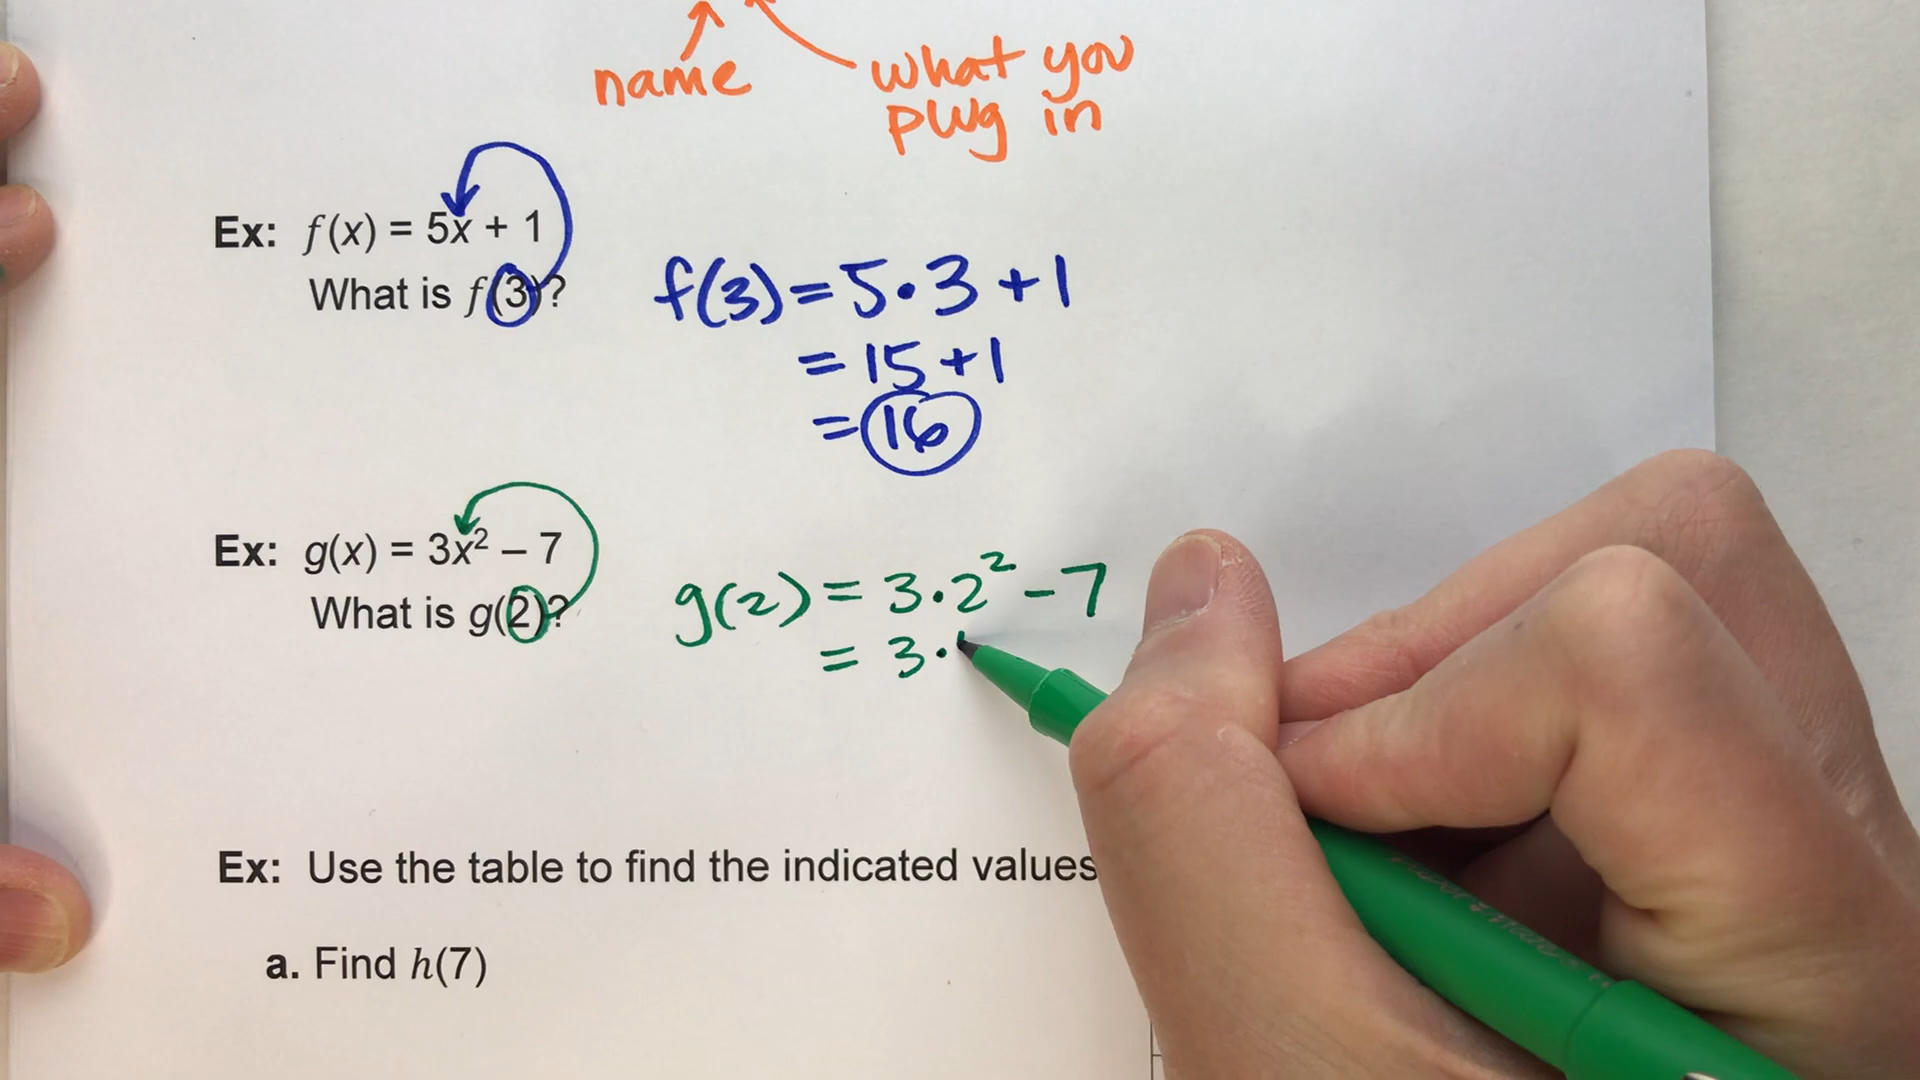 name
what you
plug in
Ex: f(x) = 5x + 1
What is f(3)?
f(3) = 5·3 + 1
= 15 + 1
= 16
Ex: g(x) = 3x² – 7
What is g(2)?
g(2) = 3·2² - 7
= 3·
Ex: Use the table to find the indicated values
a. Find h(7)